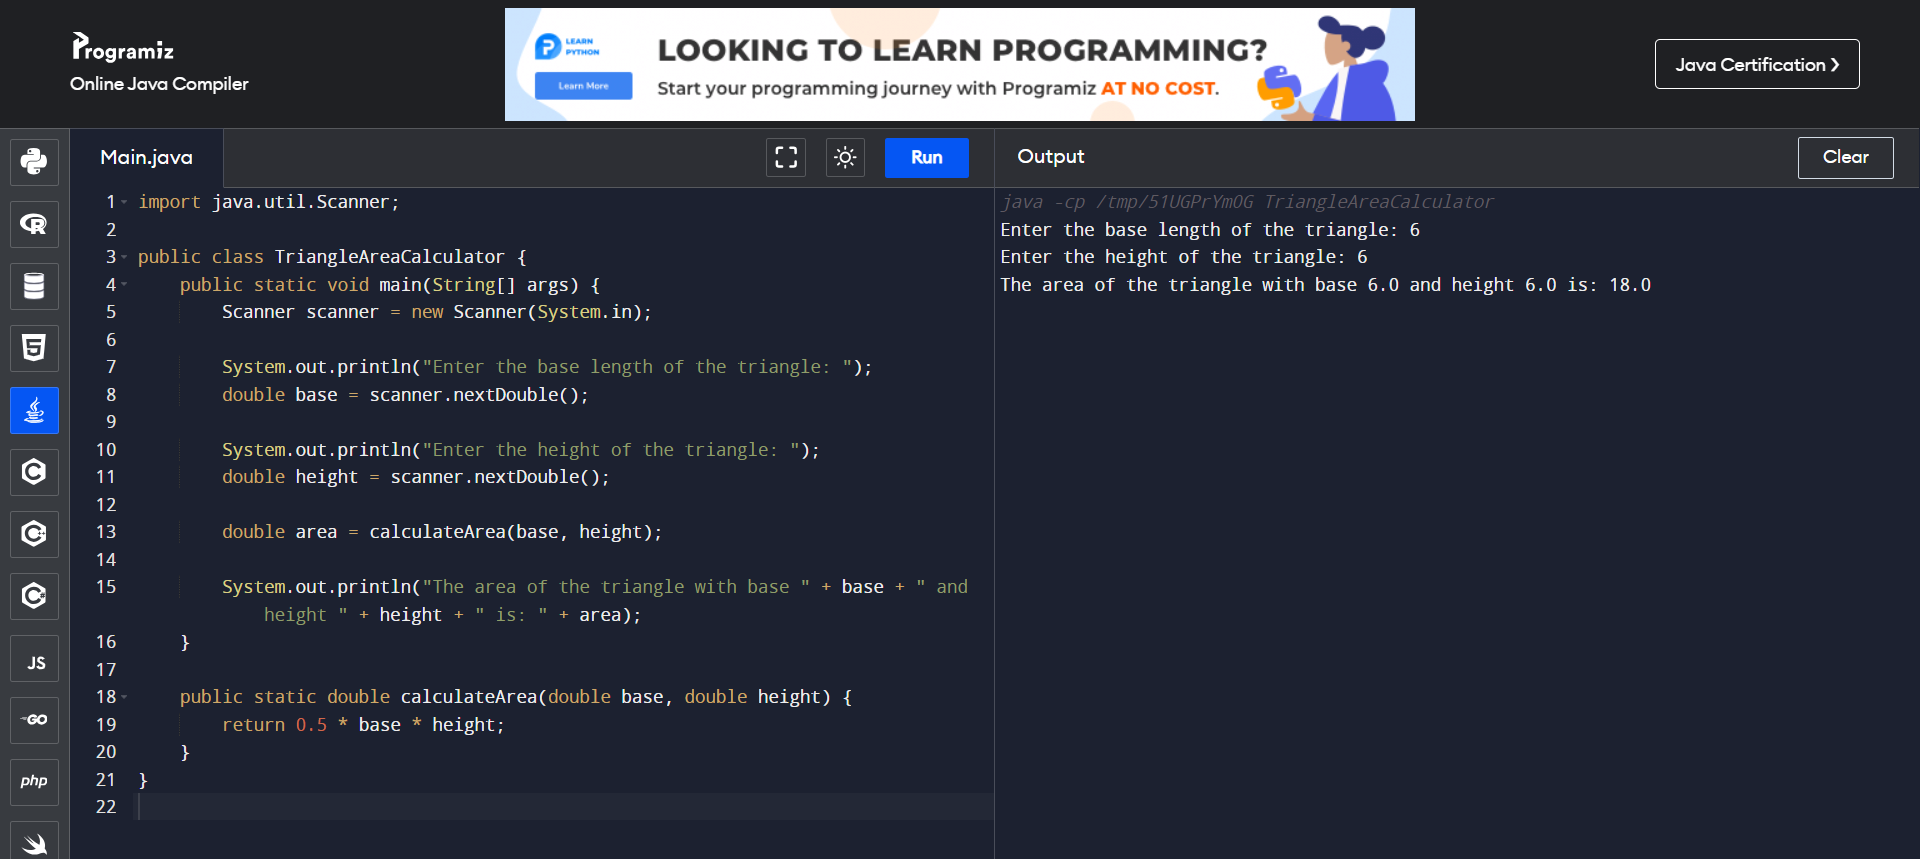 Programiz
Online Java Compiler
LEARN
PYTHON
Learn More
LOOKING TO LEARN PROGRAMMING?
Start your programming journey with Programiz AT NO COST.
Java Certification ❯
Main.java
Run
Output
Clear
1 import java.util.Scanner;
2
3 public class TriangleAreaCalculator {
4     public static void main(String[] args) {
5         Scanner scanner = new Scanner(System.in);
6
7         System.out.println("Enter the base length of the triangle: ");
8         double base = scanner.nextDouble();
9
10         System.out.println("Enter the height of the triangle: ");
11         double height = scanner.nextDouble();
12
13         double area = calculateArea(base, height);
14
15         System.out.println("The area of the triangle with base " + base + " and
            height " + height + " is: " + area);
16     }
17
18     public static double calculateArea(double base, double height) {
19         return 0.5 * base * height;
20     }
21 }
22
java -cp /tmp/51UGPrYmOG TriangleAreaCalculator
Enter the base length of the triangle: 6
Enter the height of the triangle: 6
The area of the triangle with base 6.0 and height 6.0 is: 18.0
R
5
C
C++
C#
JS
GO
php